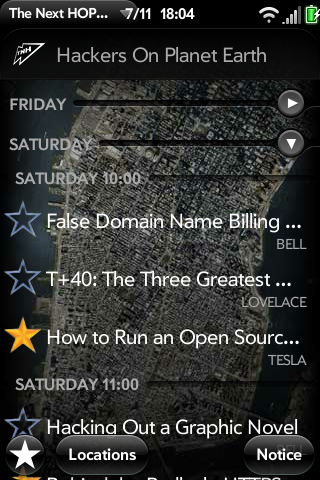 The Next HOP... 7/11 18:04
TNH
Hackers On Planet Earth
FRIDAY
SATURDAY
SATURDAY 10:00
False Domain Name Billing ...
BELL
T+40: The Three Greatest ...
LOVELACE
How to Run an Open Sourc...
TESLA
SATURDAY 11:00
Hacking Out a Graphic Novel
BELL
Locations
Notice